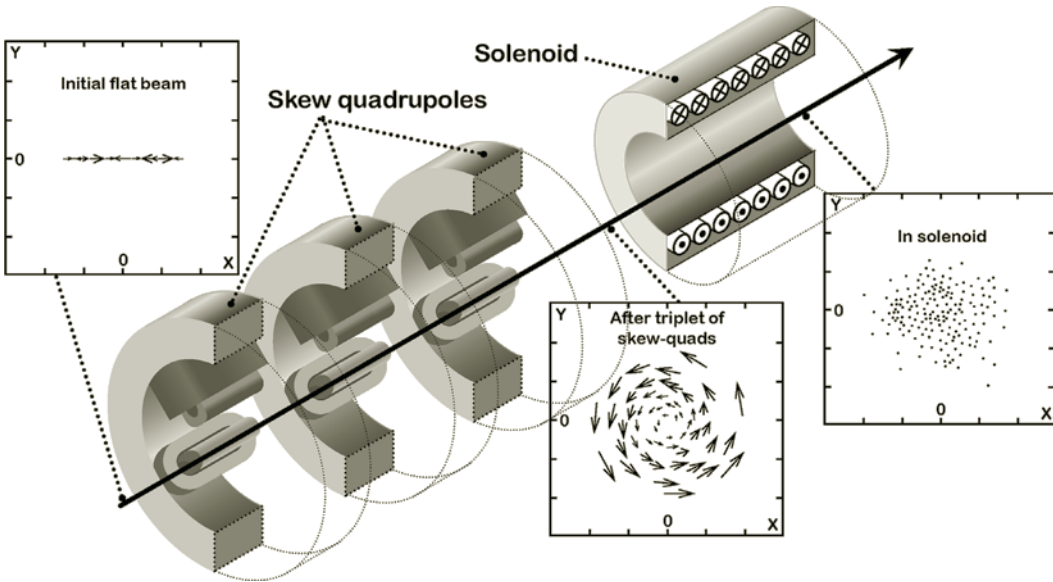 Y
Initial flat beam
0
0
X
Skew quadrupoles
Solenoid
Y
After triplet of
skew-quads
0
0
X
Y
In solenoid
0
0
X